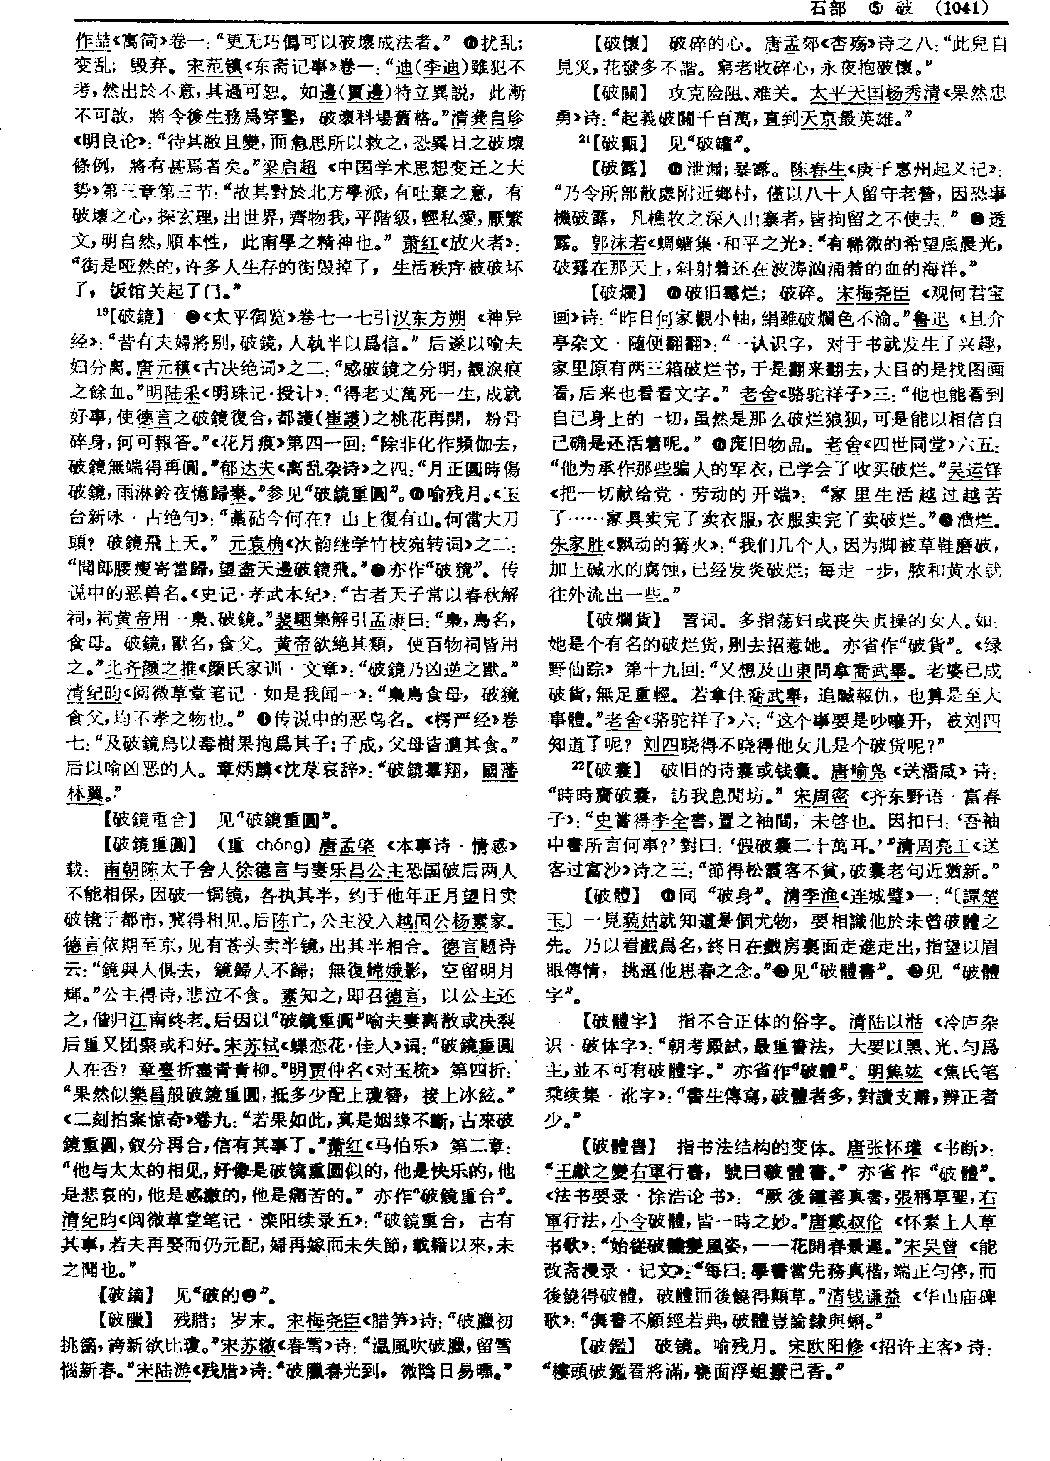 石部 ⑤ 破 (1041)
作喆《寓简》卷一:“更无巧倡可以破壞成法者。” ❷扰乱;
变乱;毁弃。宋范镇《东斋记事》卷一:“迪(李迪)雖犯不
考,然出於不意,其過可恕。如邊(賈邊)特立異説,此漸
不可啟,將令後生務爲穿鑿,破壞科場舊格。”清龚自珍
《明良论》:“待其敝且變,而急思所以救之,恐異日之破壞
條例,將有甚焉者矣。”梁启超《中国学术思想变迁之大
势》第三章第三节:“故其對於北方學派,有吐棄之意,有
破壞之心,探玄理,出世界,齊物我,平階级,輕私愛,厭繁
文,明自然,順本性,此南學之精神也。”萧红《放火者》:
“街是哑然的,许多人生存的街毁掉了,生活秩序被破坏
了,饭馆关起了门。”
¹⁹【破鏡】 ❶《太平御览》卷七一七引汉东方朔《神异
经》:“昔有夫婦將别,破鏡,人執半以爲信。”后遂以喻夫
妇分离。唐元稹《古决绝词》之二:“感破鏡之分明,覩淚痕
之餘血。”明陆采《明珠记·授计》:“得老丈萬死一生,成就
好事,使德言之破鏡復合,都護(崔護)之桃花再開,粉骨
碎身,何可報答。”《花月痕》第四一回:“除非化作頻伽去,
破鏡無端得再圓。”郁达夫《离乱杂诗》之四:“月正圓時傷
破鏡,雨淋鈴夜憶歸秦。”参见“破鏡重圓”。❷喻残月。《玉
台新咏·古绝句》:“藁砧今何在?山上復有山。何當大刀
頭?破鏡飛上天。”元袁桷《次韵继学竹枝宛转词》之二:
“聞郎腰瘦寄當歸,望盡天邊破鏡飛。”❸亦作“破獍”。传
说中的恶兽名。《史记·孝武本纪》:“古者天子常以春秋解
祠,祠黄帝用一梟、破鏡。”裴駰集解引孟康曰:“梟,鳥名,
食母。破鏡,獸名,食父。黄帝欲绝其類,使百物祠皆用
之。”北齐颜之推《颜氏家训·文章》:“破鏡乃凶逆之獸。”
清纪昀《阅微草堂笔记·如是我闻一》:“梟鳥食母,破獍
食父,均不孝之物也。”❹传说中的恶鸟名。《楞严经》卷
七:“及破鏡鳥以毒樹果抱爲其子;子成,父母皆遭其食。”
后以喻凶恶的人。章炳麟《沈荩哀辞》:“破鏡羣翔,國藩
林翼。”
【破鏡重合】 见“破鏡重圓”。
【破鏡重圓】 (重 chóng)唐孟棨《本事诗·情感》
载:南朝陈太子舍人徐德言与妻乐昌公主恐国破后两人
不能相保,因破一铜镜,各执其半,约于他年正月望日卖
破镜于都市,冀得相见。后陈亡,公主没入越国公杨素家。
德言依期至京,见有苍头卖半镜,出其半相合。德言题诗
云:“鏡與人俱去,鏡歸人不歸;無復嫦娥影,空留明月
輝。”公主得诗,悲泣不食。素知之,即召德言,以公主还
之,偕归江南终老。后因以“破鏡重圓”喻夫妻离散或决裂
后重又团聚或和好。宋苏轼《蝶恋花·佳人》词:“破鏡重圓
人在否?章臺折盡青青柳。”明贾仲名《对玉梳》第四折:
“果然似樂昌般破鏡重圓,抵多少配上瓊簪,接上冰絃。”
《二刻拍案惊奇》卷九:“若果如此,真是姻缘不斷,古來破
鏡重圓,釵分再合,信有其事了。”萧红《马伯乐》第二章:
“他与太太的相见,好像是破镜重圆似的,他是快乐的,他
是悲哀的,他是感激的,他是痛苦的。”亦作“破鏡重合”。
清纪昀《阅微草堂笔记·滦阳续录五》:“破鏡重合,古有
其事,若夫再娶而仍元配,婦再嫁而未失節,載籍以來,未
之聞也。”
【破鏑】 见“破的❷”。
【破臘】 残腊;岁末。宋梅尧臣《腊笋》诗:“破臘初
挑箘,誇新欲比瓊。”宋苏辙《春雪》诗:“温風吹破臘,留雪
惱新春。”宋陆游《残腊》诗:“破臘春光到,微陰日易曛。”
【破懷】 破碎的心。唐孟郊《杏殇》诗之八:“此兒自
見災,花發多不諧。窮老收碎心,永夜抱破懷。”
【破關】 攻克险阻、难关。太平天国杨秀清《果然忠
勇》诗:“起義破關千百萬,直到天京最英雄。”
²¹【破甗】 见“破罐”。
【破露】 ❶泄漏;暴露。陈春生《庚子惠州起义记》:
“乃令所部散處附近鄉村,僅以八十人留守老營,因恐事
機破露,凡樵牧之深入山寨者,皆拘留之不使去。”❷透
露。郭沫若《蜩螗集·和平之光》:“有稀微的希望底晨光,
破露在那天上,斜射着还在波涛汹涌着的血的海洋。”
【破爛】 ❶破旧霉烂;破碎。宋梅尧臣《观何君宝
画》诗:“昨日何家觀小軸,絹雖破爛色不渝。”鲁迅《且介
亭杂文·随便翻翻》:“一认识字,对于书就发生了兴趣,
家里原有两三箱破烂书,于是翻来翻去,大目的是找图画
看,后来也看看文字。”老舍《骆驼祥子》三:“他也能看到
自己身上的一切,虽然是那么破烂狼狈,可是能以相信自
己确是还活着呢。”❷废旧物品。老舍《四世同堂》六五:
“他为承作那些骗人的军衣,已学会了收买破烂。”吴运铎
《把一切献给党·劳动的开端》:“家里生活越过越苦
了……家具卖完了卖衣服,衣服卖完了卖破烂。”❸溃烂。
朱家胜《飘动的篝火》:“我们几个人,因为脚被草鞋磨破,
加上碱水的腐蚀,已经发炎破烂;每走一步,脓和黄水就
往外流出一些。”
【破爛貨】 詈词。多指荡妇或丧失贞操的女人。如:
她是个有名的破烂货,别去招惹她。亦省作“破貨”。《绿
野仙踪》第十九回:“又想及山東問拿喬武舉。老婆已成
破貨,無足重輕。若拿住喬武舉,追贓報仇,也算是至大
事體。”老舍《骆驼祥子》六:“这个事要是吵嚷开,被刘四
知道了呢?刘四晓得不晓得他女儿是个破货呢?”
²²【破囊】 破旧的诗囊或钱囊。唐喻凫《送潘咸》诗:
“時時齎破囊,訪我息閒坊。”宋周密《齐东野语·富春
子》:“史嘗得李全書,置之袖間,未啓也。因扣曰:‘吾袖
中書所言何事?’對曰:‘假破囊二十萬耳。’”清周亮工《送
客过富沙》诗之三:“節得松囊客不貧,破囊老句近猶新。”
【破體】 ❶同“破身”。清李渔《连城璧》一:“〔譚楚
玉〕一見藐姑就知道是個尤物,要相識他於未曾破體之
先。乃以看戲爲名,終日在戲房裏面走進走出,指望以眉
眼傳情,挑逗他思春之念。”❷见“破體書”。❸见“破體
字”。
【破體字】 指不合正体的俗字。清陆以湉《冷庐杂
识·破体字》:“朝考殿試,最重書法,大要以黑、光、匀爲
主,並不可有破體字。”亦省作“破體”。明焦竑《焦氏笔
乘续集·讹字》:“書生傳寫,破體者多,對讀支離,辨正者
少。”
【破體書】 指书法结构的变体。唐张怀瓘《书断》:
“王獻之變右軍行書,號曰破體書。”亦省作“破體”。
《法书要录·徐浩论书》:“厥後鍾善真書,張稱草聖,右
軍行法,小令破體,皆一時之妙。”唐戴叔伦《怀素上人草
书歌》:“始從破體變風姿,一一花開春景遲。”宋吴曾《能
改斋漫录·记文》:“每曰:學書當先務真楷,端正匀停,而
後饒得破體,破體而後饒得顛草。”清钱谦益《华山庙碑
歌》:“儒書不顧經若典,破體豈論隸與蝌。”
【破鑑】 破镜。喻残月。宋欧阳修《招许主客》诗:
“樓頭破鑑看將滿,甕面浮蛆撥已香。”